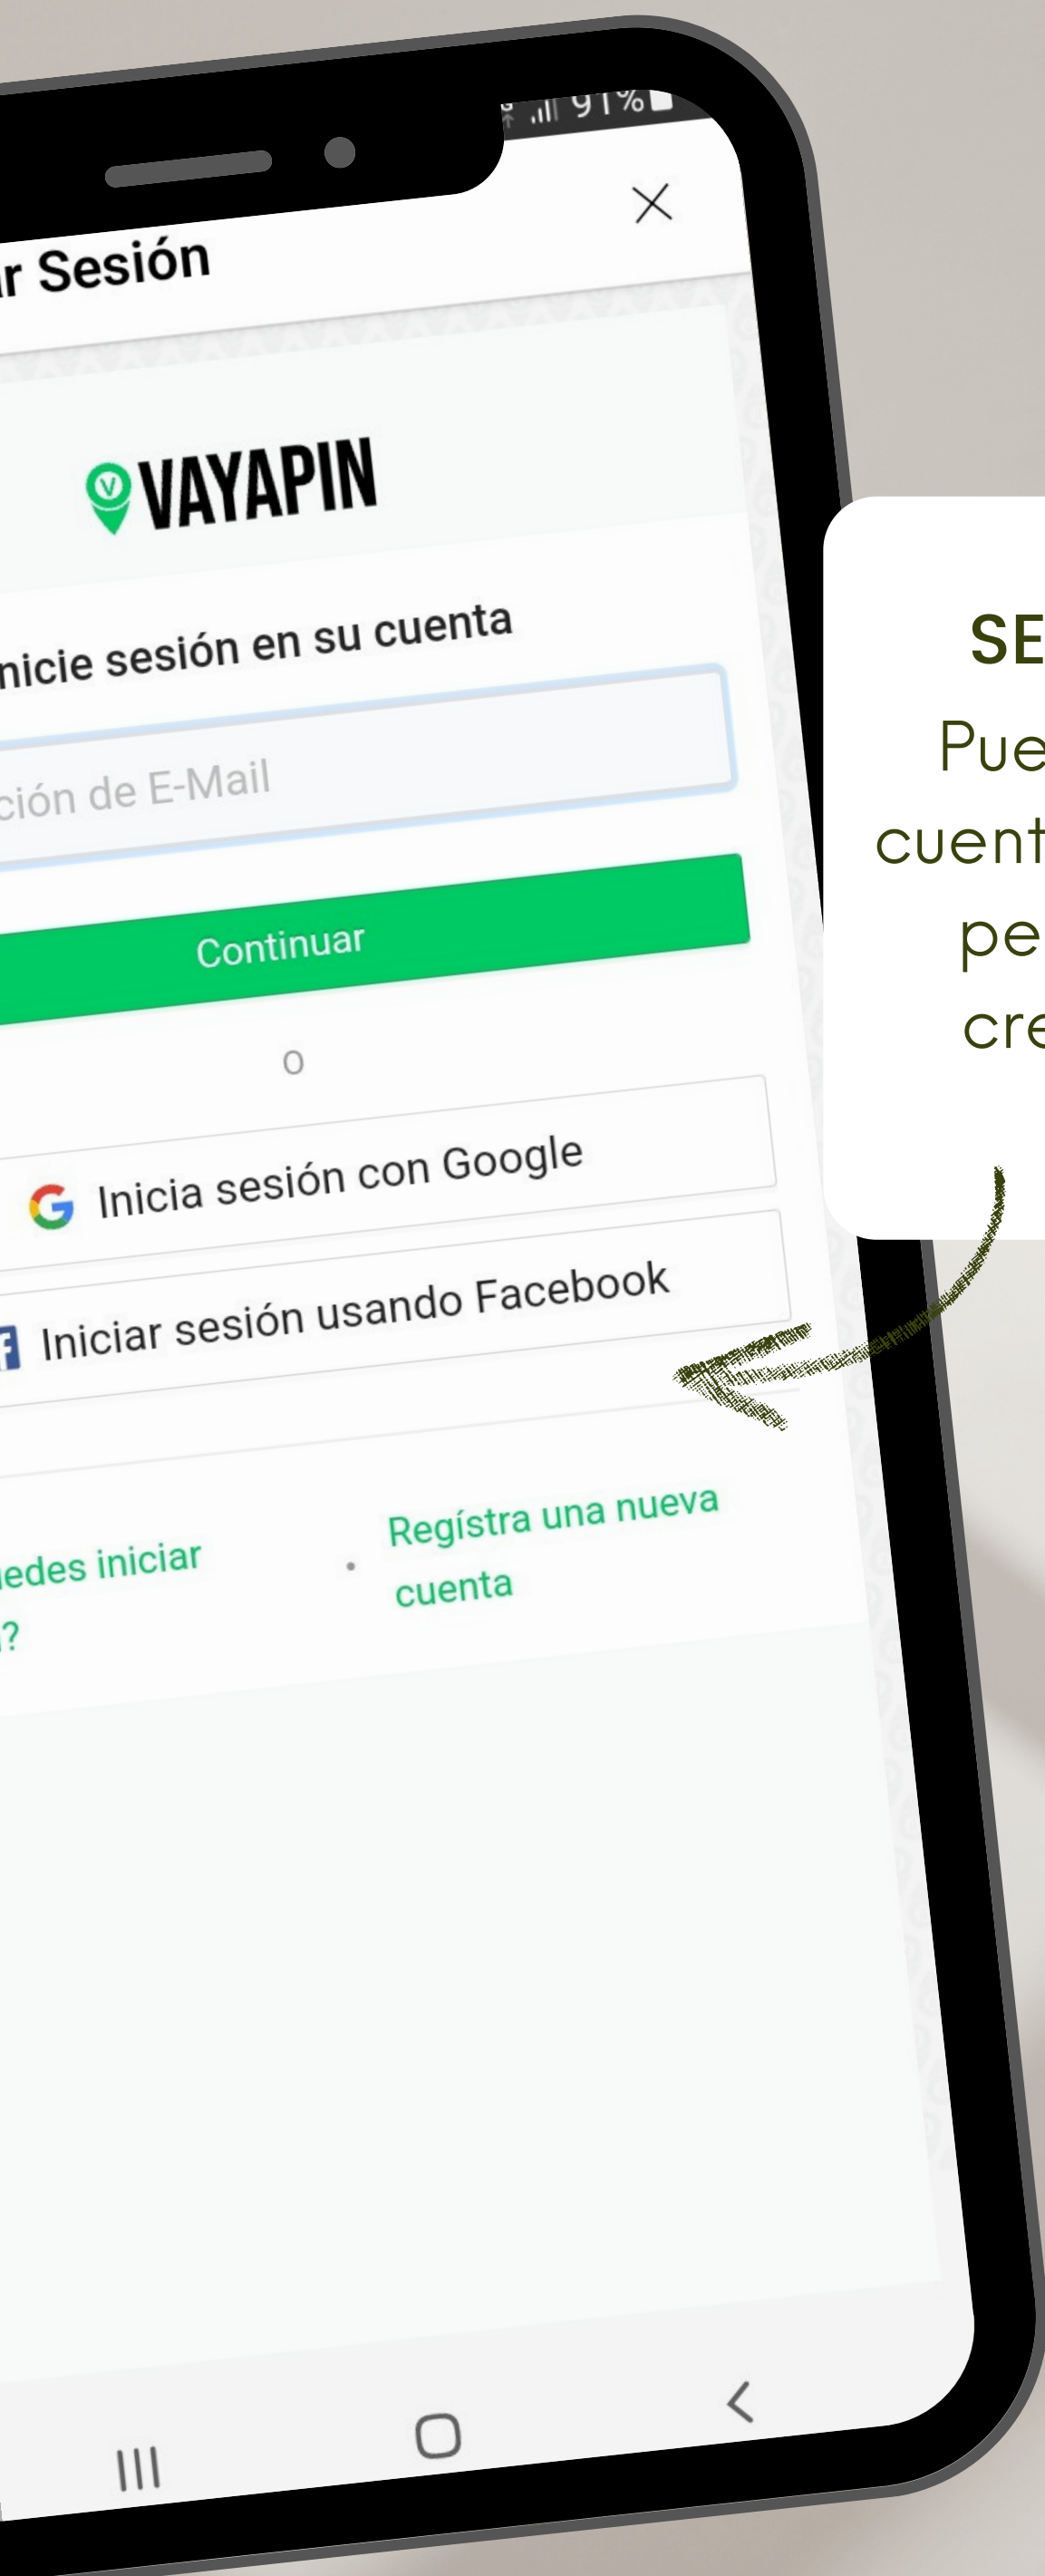 91%
r Sesión
VAYAPIN
nicie sesión en su cuenta
ción de E-Mail
Continuar
o
Inicia sesión con Google
Iniciar sesión usando Facebook
edes iniciar
?
Regístra una nueva
cuenta
SE
Pue
cuent
pe
cre